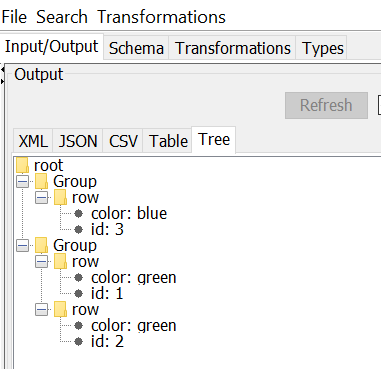 File Search Transformations
Input/Output Schema Transformations Types
Output
Refresh
XML JSON CSV Table Tree
root
Group
row
color: blue
id: 3
Group
row
color: green
id: 1
row
color: green
id: 2